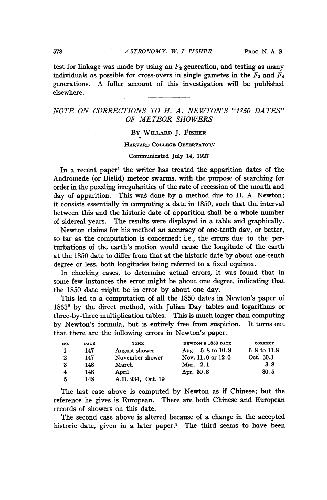 578 ASTRONOMY: W. J. FISHER PROC. N. A. S.
test for linkage was made by using an F2 generation, and testing as many
individuals as possible for cross-overs in single gametes in the F3 and F4
generations. A fuller account of this investigation will be published
elsewhere.
NOTE ON CORRECTIONS TO H. A. NEWTON'S "1850 DATES"
OF METEOR SHOWERS
BY WILLARD J. FISHER
HARVARD COLLEGE OBSERVATORY
Communicated July 14, 1927
In a recent paper1 the writer has treated the apparition dates of the
Andromede (or Bielid) meteor swarms, with the purpose of searching for
order in the puzzling irregularities of the rate of recession of the month and
day of apparition. This was done by a method due to H. A. Newton;
it consists essentially in computing a date in 1850, such that the interval
between this and the historic date of apparition shall be a whole number
of sidereal years. The results were displayed in a table and graphically.
Newton claims for his method an accuracy of one-tenth day, or better,
so far as the computation is concerned; i.e., the errors due to the per-
turbations of the earth's motion would cause the longitude of the earth
at the 1850 date to differ from that at the historic date by about one-tenth
degree or less, both longitudes being referred to a fixed equinox.
In checking cases, to determine actual errors, it was found that in
some few instances the error might be about one degree, indicating that
the 1850 date might be in error by about one day.
This led to a computation of all the 1850 dates in Newton's paper of
1863 by the direct method, with Julian Day tables and logarithms or
three-by-three multiplication tables. This is much longer than computing
by Newton's formula, but is entirely free from suspicion. It turns out
that there are the following errors in Newton's paper.
NO. PAGE ITEM NEWTON'S 1850 DATE CORRECT
1 147 August shower Aug. 5.8 to 10.8 6.8 to 11.8
2 147 November shower Nov. 11.0 to 12.0 Oct. 30.1
3 148 March Mar. 2.1 3.8
4 148 April Apr. 30.8 30.5
5 148 A.D. 934, Oct. 19
The last case above is computed by Newton as if Chinese; but the
reference he gives is European. There are both Chinese and European
records of showers on this date.
The second case above is altered because of a change in the accepted
historic date, given in a later paper. The third seems to have been